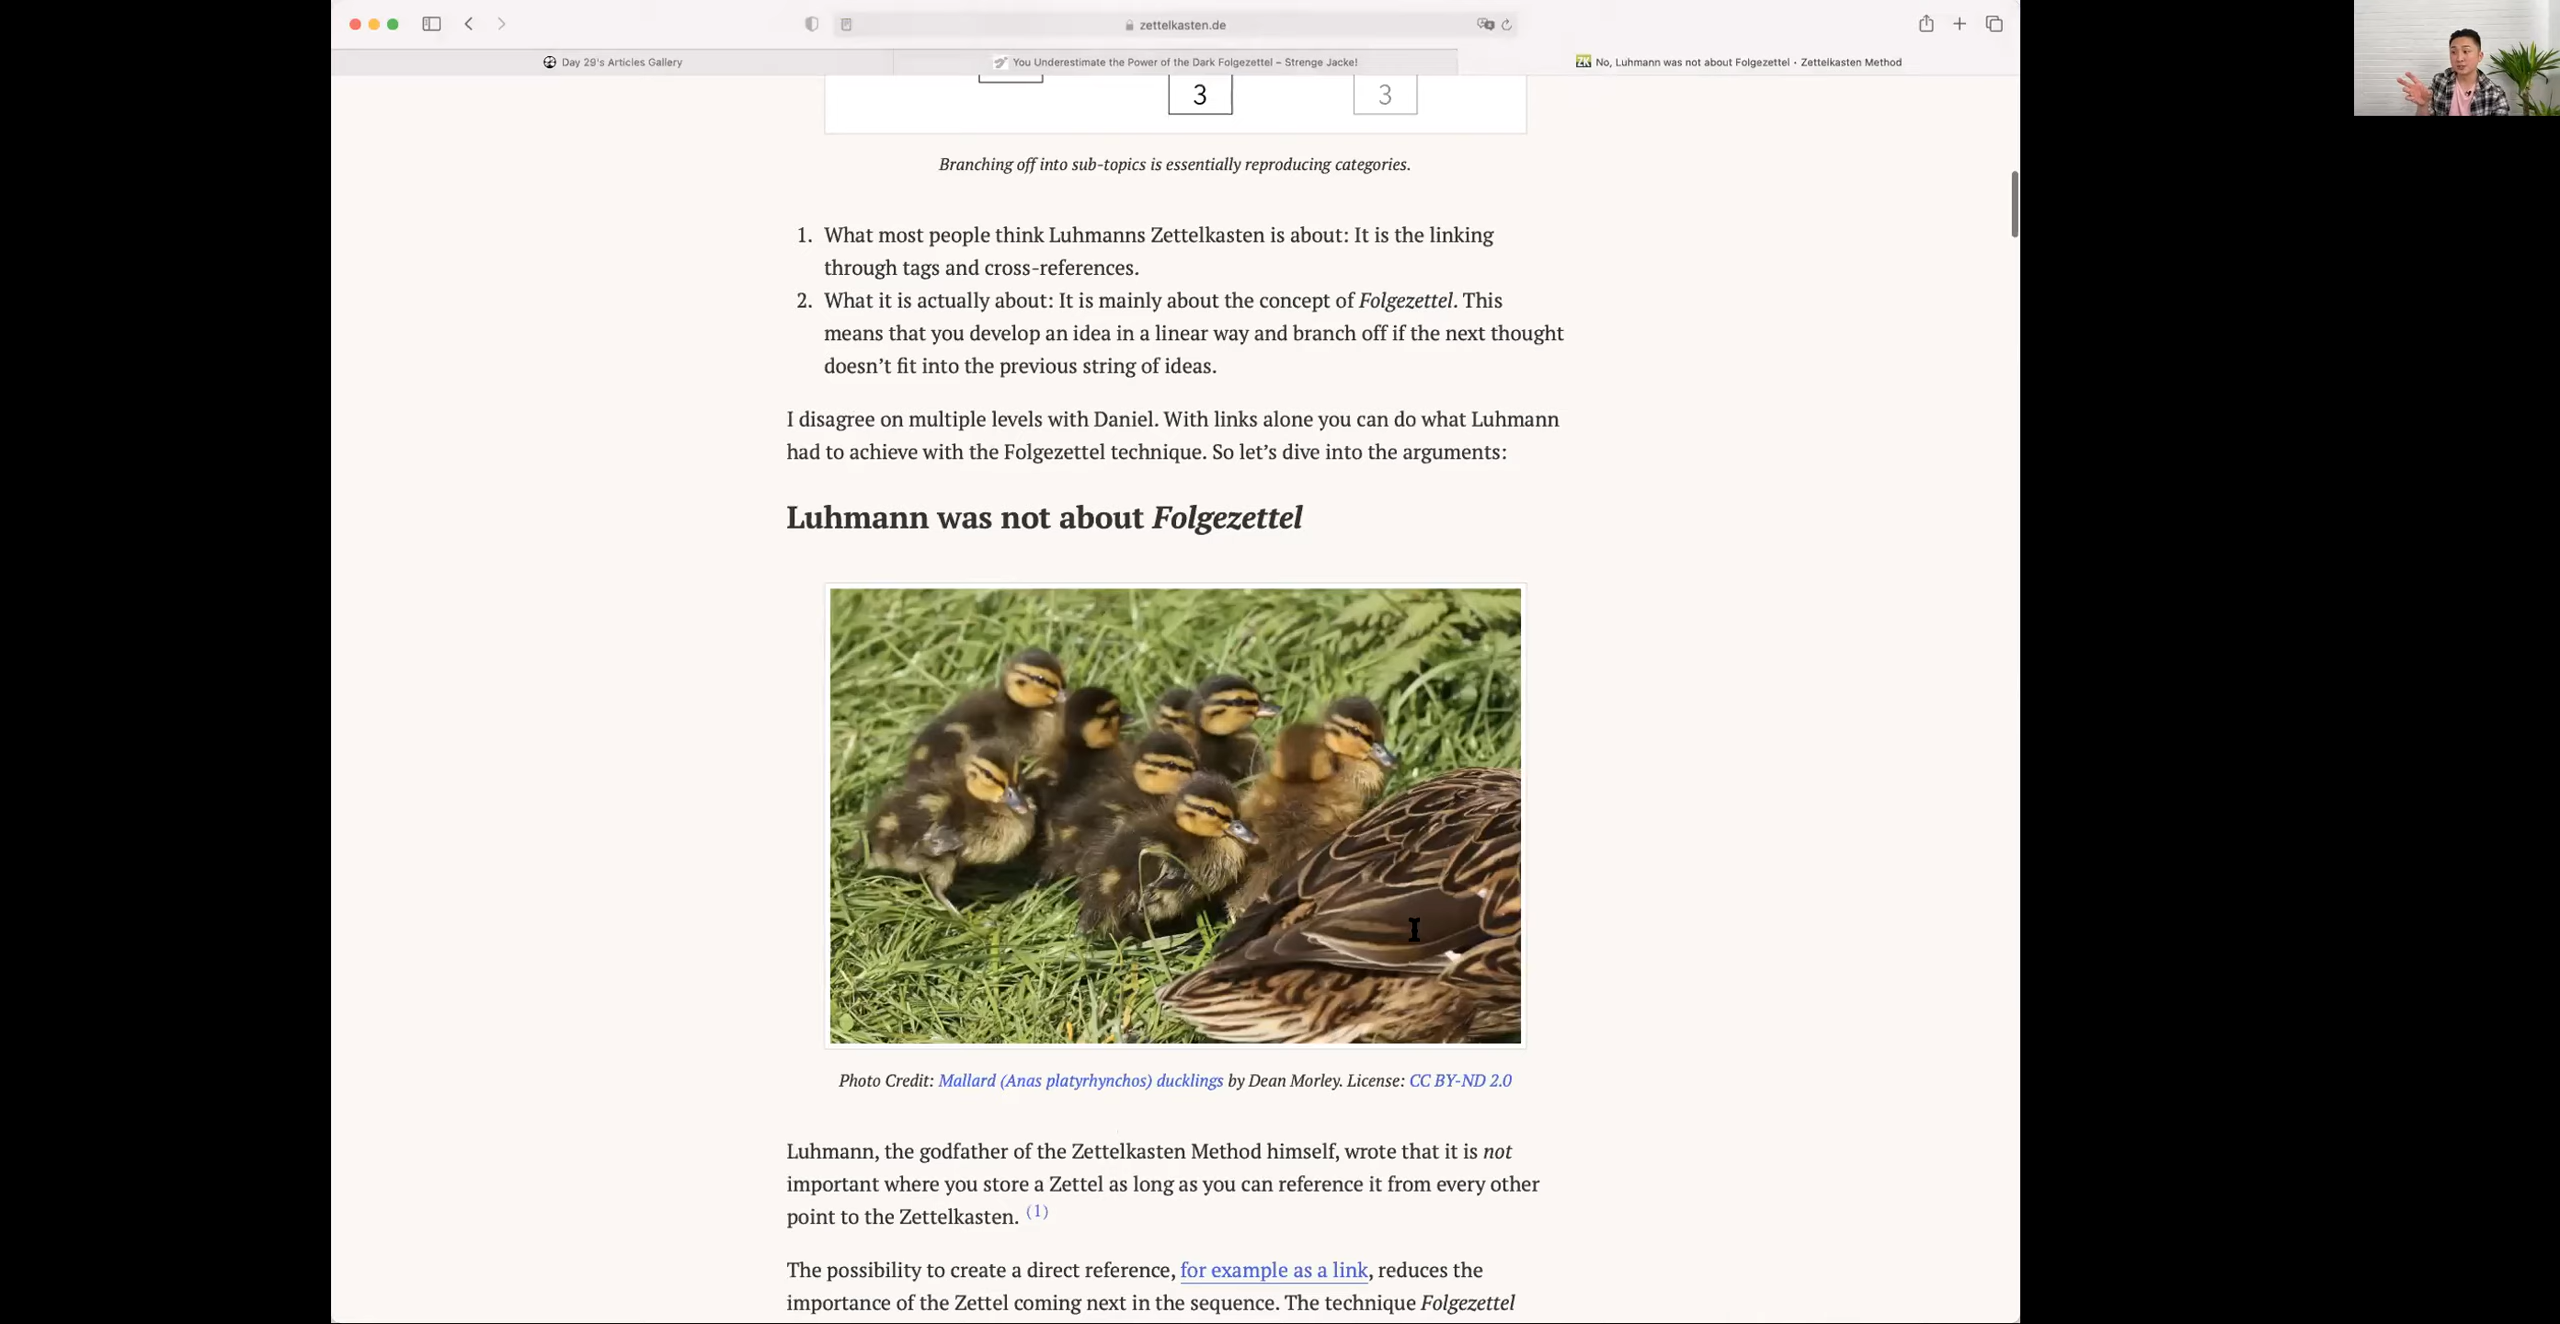 zettelkasten.de
Day 29's Articles Gallery
You Underestimate the Power of the Dark Folgezettel – Strenge Jacke!
ZK
No, Luhmann was not about Folgezettel • Zettelkasten Method
3
3
Branching off into sub-topics is essentially reproducing categories.
1. What most people think Luhmanns Zettelkasten is about: It is the linking
through tags and cross-references.
2. What it is actually about: It is mainly about the concept of Folgezettel. This
means that you develop an idea in a linear way and branch off if the next thought
doesn’t fit into the previous string of ideas.
I disagree on multiple levels with Daniel. With links alone you can do what Luhmann
had to achieve with the Folgezettel technique. So let’s dive into the arguments:
Luhmann was not about Folgezettel
Photo Credit: Mallard (Anas platyrhynchos) ducklings by Dean Morley. License: CC BY-ND 2.0
Luhmann, the godfather of the Zettelkasten Method himself, wrote that it is not
important where you store a Zettel as long as you can reference it from every other
point to the Zettelkasten. (1)
The possibility to create a direct reference, for example as a link, reduces the
importance of the Zettel coming next in the sequence. The technique Folgezettel